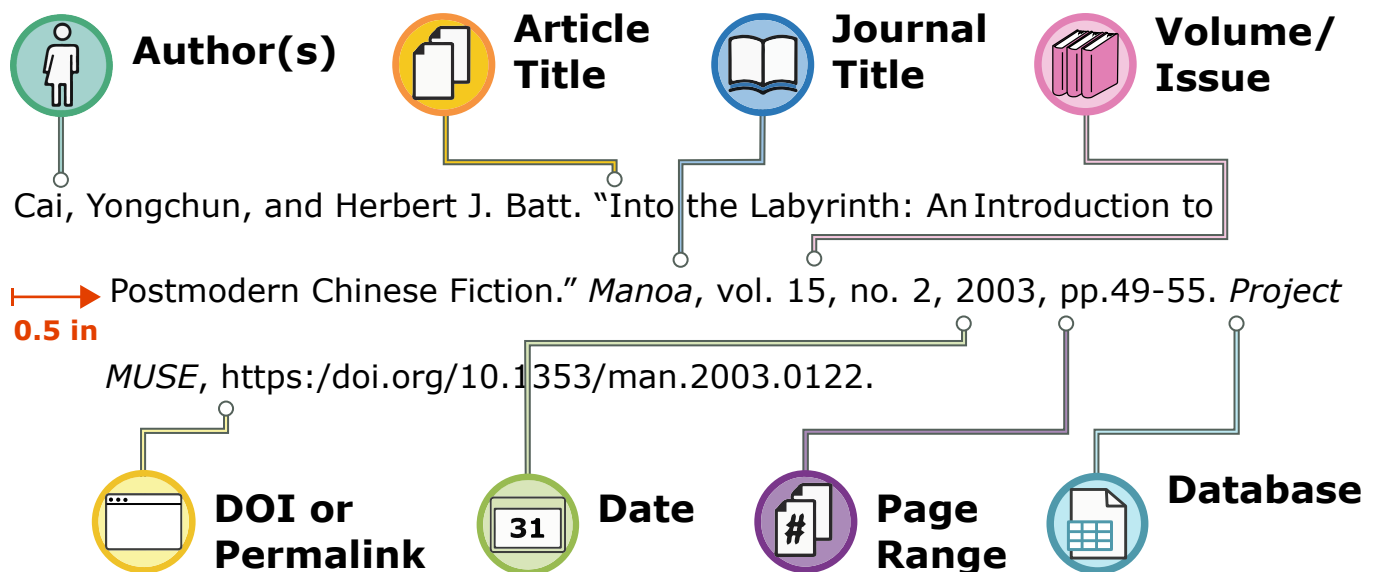 Author(s)
Article
Title
Journal
Title
Volume/
Issue
Cai, Yongchun, and Herbert J. Batt. “Into the Labyrinth: An Introduction to
Postmodern Chinese Fiction.” Manoa, vol. 15, no. 2, 2003, pp.49-55. Project
0.5 in
MUSE, https:/doi.org/10.1353/man.2003.0122.
DOI or
Permalink
31
Date
#
Page
Range
Database